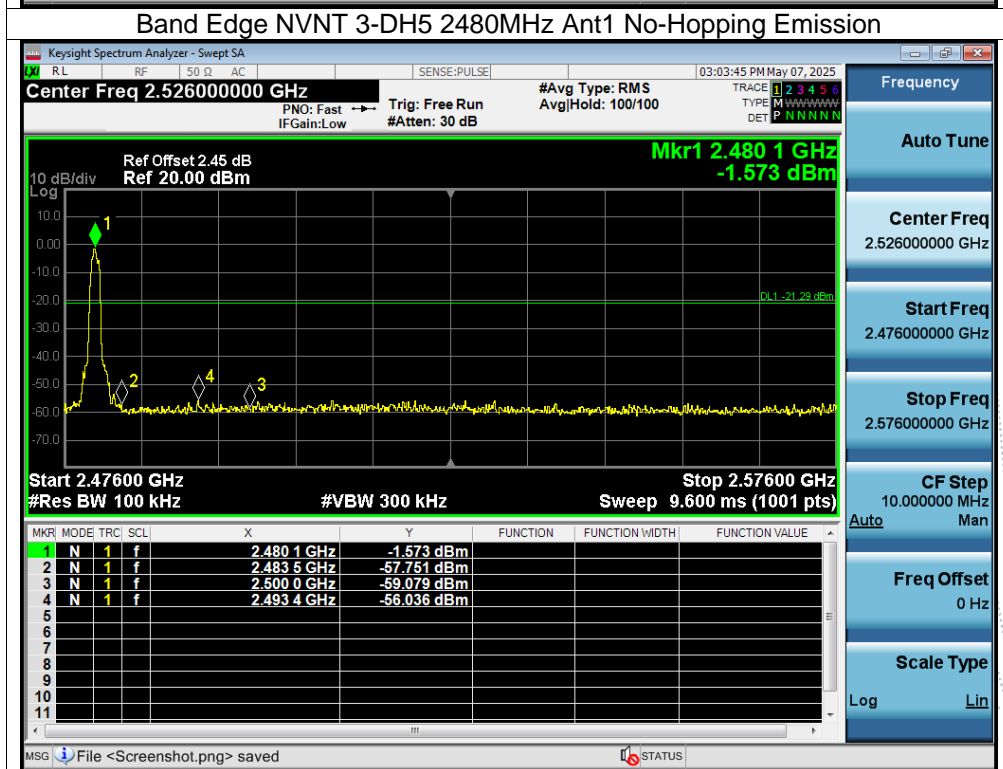 Band Edge NVNT 3-DH5 2480MHz Ant1 No-Hopping Emission
Keysight Spectrum Analyzer - Swept SA
LXI RL RF 50 Ω AC SENSE:PULSE 03:03:45 PM May 07, 2025
Center Freq 2.526000000 GHz #Avg Type: RMS TRACE 1 2 3 4 5 6
PNO: Fast Trig: Free Run Avg|Hold: 100/100 TYPE M WWWWW
IFGain:Low #Atten: 30 dB DET P N N N N N
Mkr1 2.480 1 GHz
-1.573 dBm
Ref Offset 2.45 dB
10 dB/div Ref 20.00 dBm
Log
10.0
0.00
-10.0
-20.0
-30.0
-40.0
-50.0
-60.0
-70.0
1
2
4
3
DL1 -21.29 dBm
Start 2.47600 GHz Stop 2.57600 GHz
#Res BW 100 kHz #VBW 300 kHz Sweep 9.600 ms (1001 pts)
MKR MODE TRC SCL X Y FUNCTION FUNCTION WIDTH FUNCTION VALUE
1 N 1 f 2.480 1 GHz -1.573 dBm
2 N 1 f 2.483 5 GHz -57.751 dBm
3 N 1 f 2.500 0 GHz -59.079 dBm
4 N 1 f 2.493 4 GHz -56.036 dBm
5
6
7
8
9
10
11
MSG File <Screenshot.png> saved STATUS
Frequency
Auto Tune
Center Freq
2.526000000 GHz
Start Freq
2.476000000 GHz
Stop Freq
2.576000000 GHz
CF Step
10.000000 MHz
Auto Man
Freq Offset
0 Hz
Scale Type
Log Lin